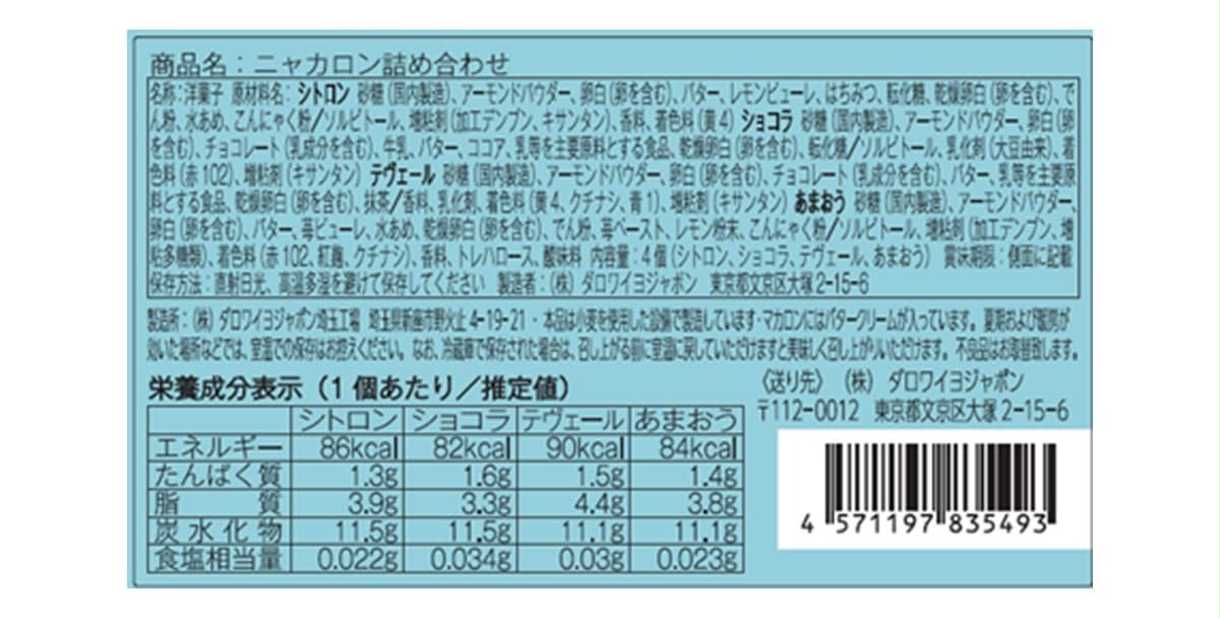 商品名：ニャカロン詰め合わせ
名称：洋菓子 原材料名：シトロン 砂糖（国内製造）、アーモンドパウダー、卵白（卵を含む）、バター、レモンピューレ、はちみつ、転化糖、乾燥卵白（卵を含む）、で
ん粉、水あめ、こんにゃく粉／ソルビトール、増粘剤（加工デンプン、キサンタン）、香料、着色料（黄4）ショコラ 砂糖（国内製造）、アーモンドパウダー、卵白（卵
を含む）、チョコレート（乳成分を含む）、牛乳、バター、ココア、乳等を主要原料とする食品、乾燥卵白（卵を含む）、転化糖／ソルビトール、乳化剤（大豆由来）、着
色料（赤102）、増粘剤（キサンタン）テヴェール 砂糖（国内製造）、アーモンドパウダー、卵白（卵を含む）、チョコレート（乳成分を含む）、バター、乳等を主要原
料とする食品、乾燥卵白（卵を含む）、抹茶／香料、乳化剤、着色料（黄4、クチナシ、青1）、増粘剤（キサンタン）あまおう 砂糖（国内製造）、アーモンドパウダー、
卵白（卵を含む）、バター、苺ピューレ、水あめ、乾燥卵白（卵を含む）、でん粉、苺ペースト、レモン粉末、こんにゃく粉／ソルビトール、増粘剤（加工デンプン、増
粘多糖類）、着色料（赤102、紅麹、クチナシ）、香料、トレハロース、酸味料 内容量：4個（シトロン、ショコラ、テヴェール、あまおう） 賞味期限：側面に記載
保存方法：直射日光、高温多湿を避けて保存してください 製造者：（株）ダロワイヨジャポン 東京都文京区大塚2-15-6
製造所：（株）ダロワイヨジャポン埼玉工場 埼玉県新座市野火止4-19-21・本品は小麦を使用した設備で製造しています・マカロンにはバタークリームが入っています。夏期および暖房が
効いた場所などでは、室温での保存はお控えください。なお、冷蔵庫で保存された場合は、召し上がる前に室温に戻していただけますと美味しく召し上がりいただけます。不良品はお取替致します。
栄養成分表示（1個あたり／推定値）
〈送り先〉（株）ダロワイヨジャポン
〒112-0012 東京都文京区大塚2-15-6
シトロン ショコラ テヴェール あまおう
エネルギー 86kcal 82kcal 90kcal 84kcal
たんぱく質 1.3g 1.6g 1.5g 1.4g
脂質 3.9g 3.3g 4.4g 3.8g
炭水化物 11.5g 11.5g 11.1g 11.1g
食塩相当量 0.022g 0.034g 0.03g 0.023g
4 571197 835493